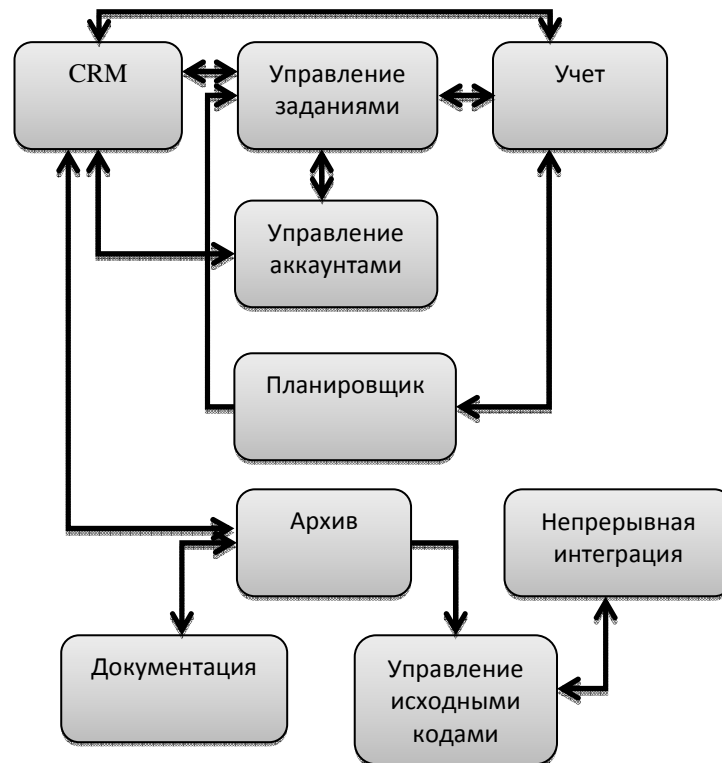 CRM
Управление
заданиями
Учет
Управление
аккаунтами
Планировщик
Архив
Непрерывная
интеграция
Документация
Управление
исходными
кодами